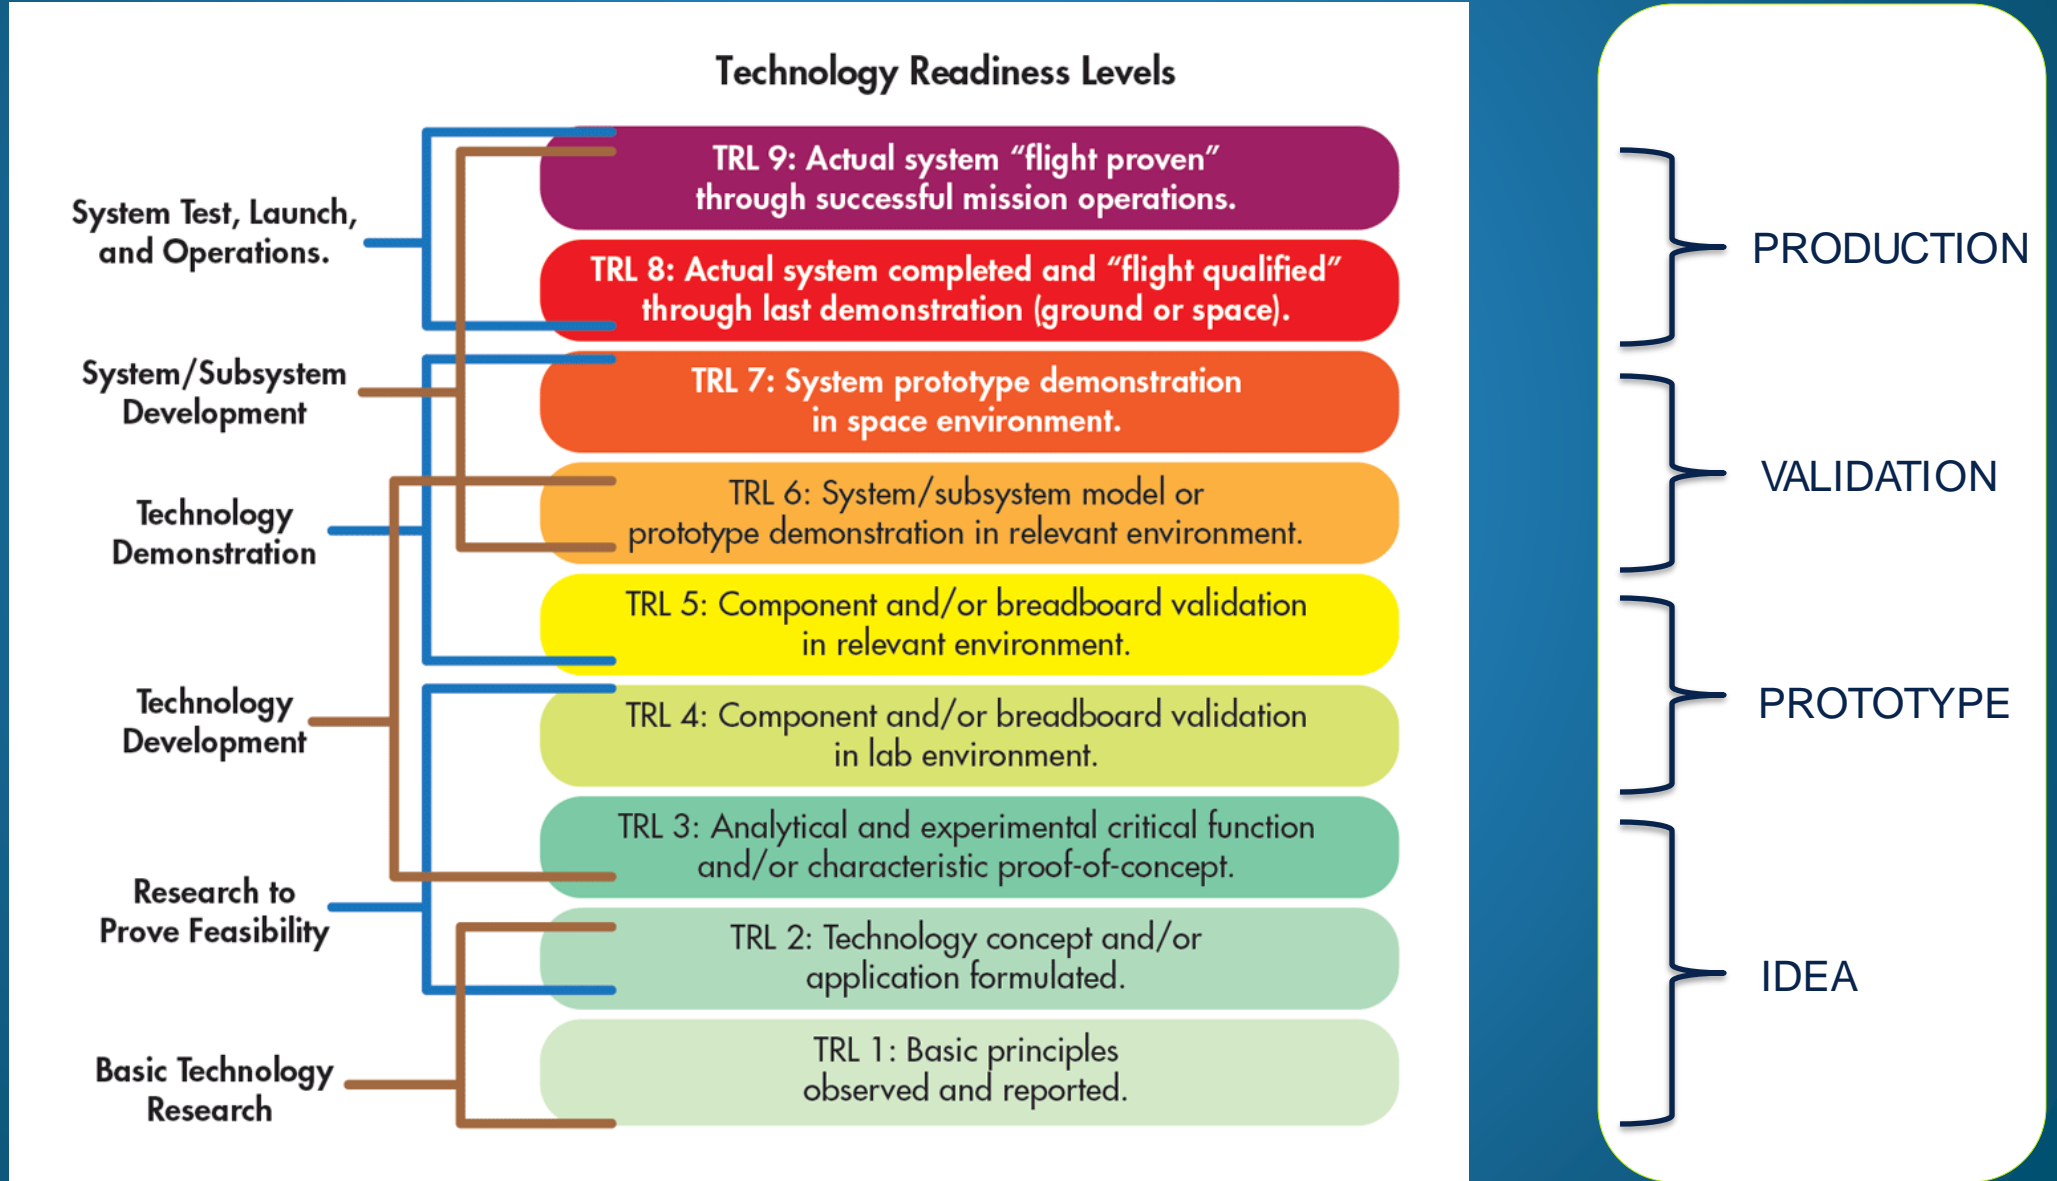 Technology Readiness Levels
System Test, Launch,
and Operations.
System/Subsystem
Development
Technology
Demonstration
Technology
Development
Research to
Prove Feasibility
Basic Technology
Research
TRL 9: Actual system “flight proven”
through successful mission operations.
TRL 8: Actual system completed and “flight qualified”
through last demonstration (ground or space).
TRL 7: System prototype demonstration
in space environment.
TRL 6: System/subsystem model or
prototype demonstration in relevant environment.
TRL 5: Component and/or breadboard validation
in relevant environment.
TRL 4: Component and/or breadboard validation
in lab environment.
TRL 3: Analytical and experimental critical function
and/or characteristic proof-of-concept.
TRL 2: Technology concept and/or
application formulated.
TRL 1: Basic principles
observed and reported.
PRODUCTION
VALIDATION
PROTOTYPE
IDEA